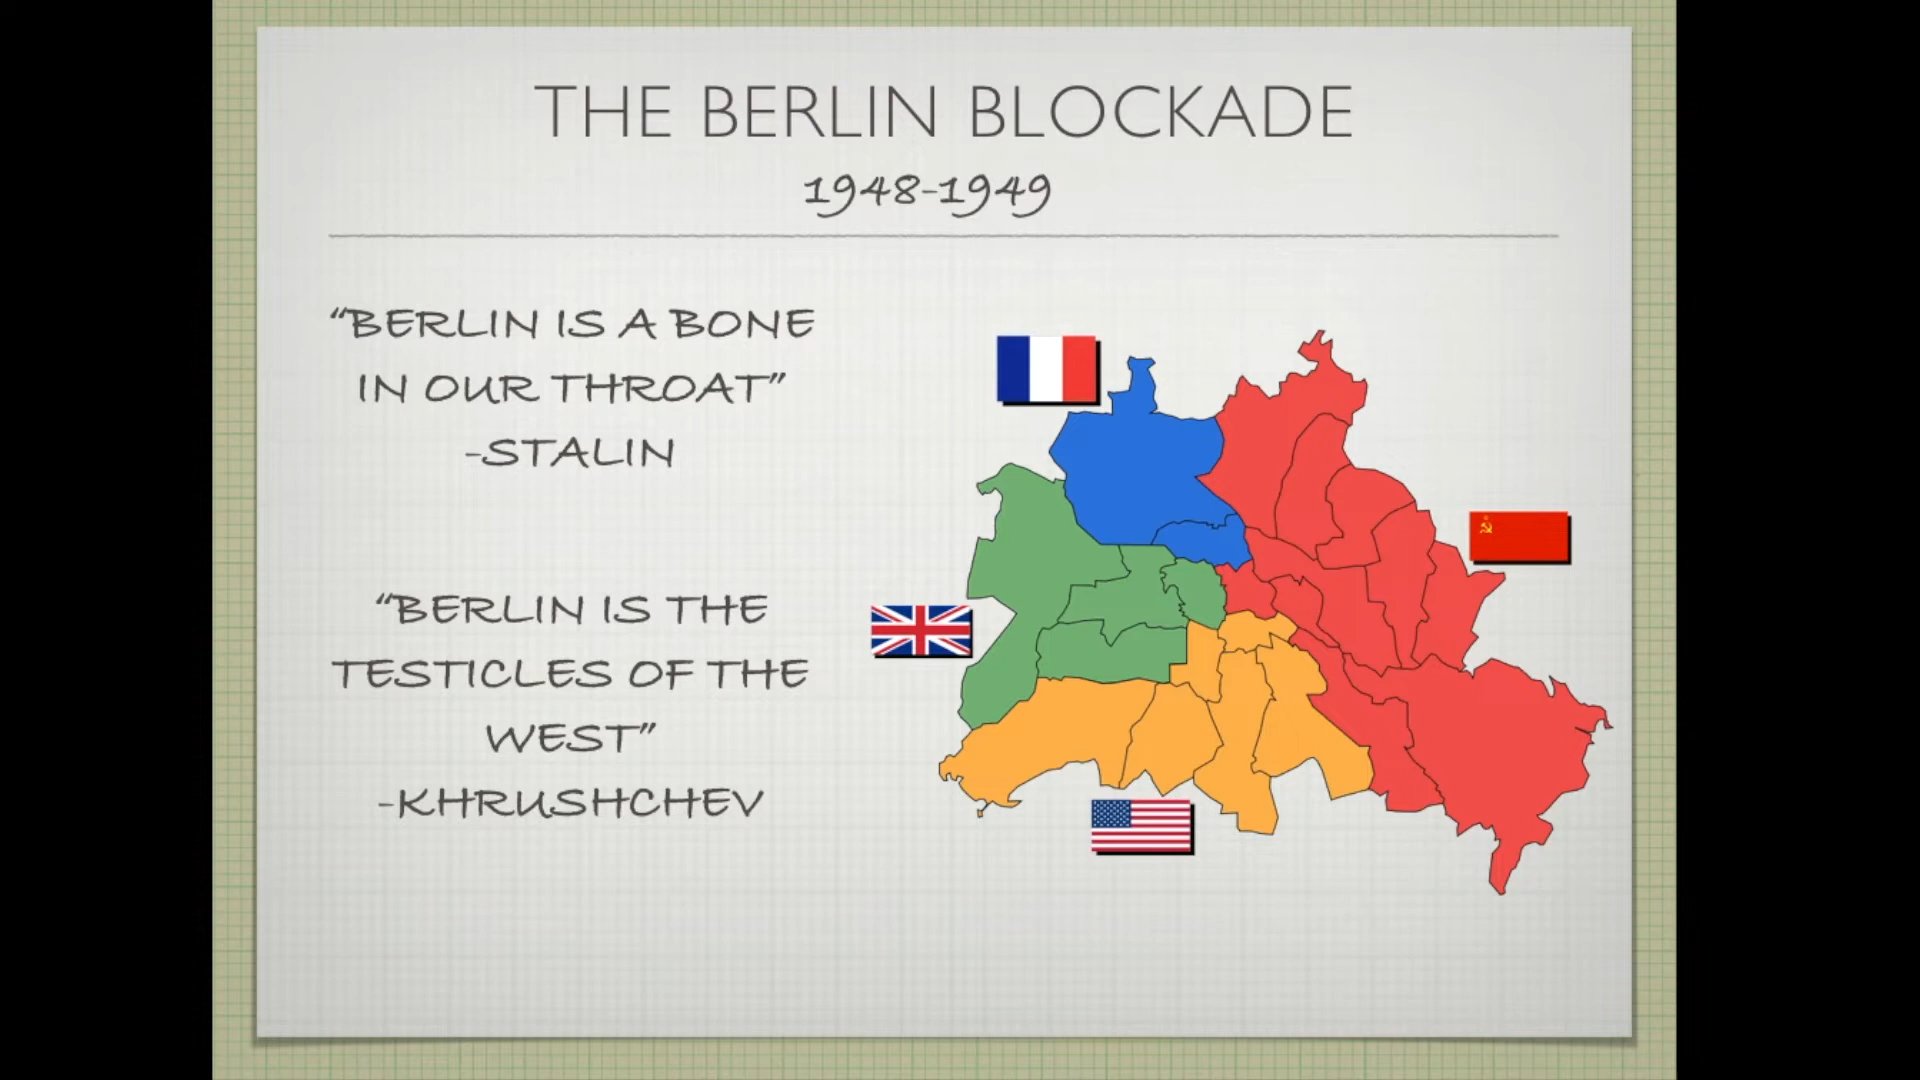 THE BERLIN BLOCKADE
1948-1949
“BERLIN IS A BONE
IN OUR THROAT”
-STALIN
“BERLIN IS THE
TESTICLES OF THE
WEST”
-KHRUSHCHEV